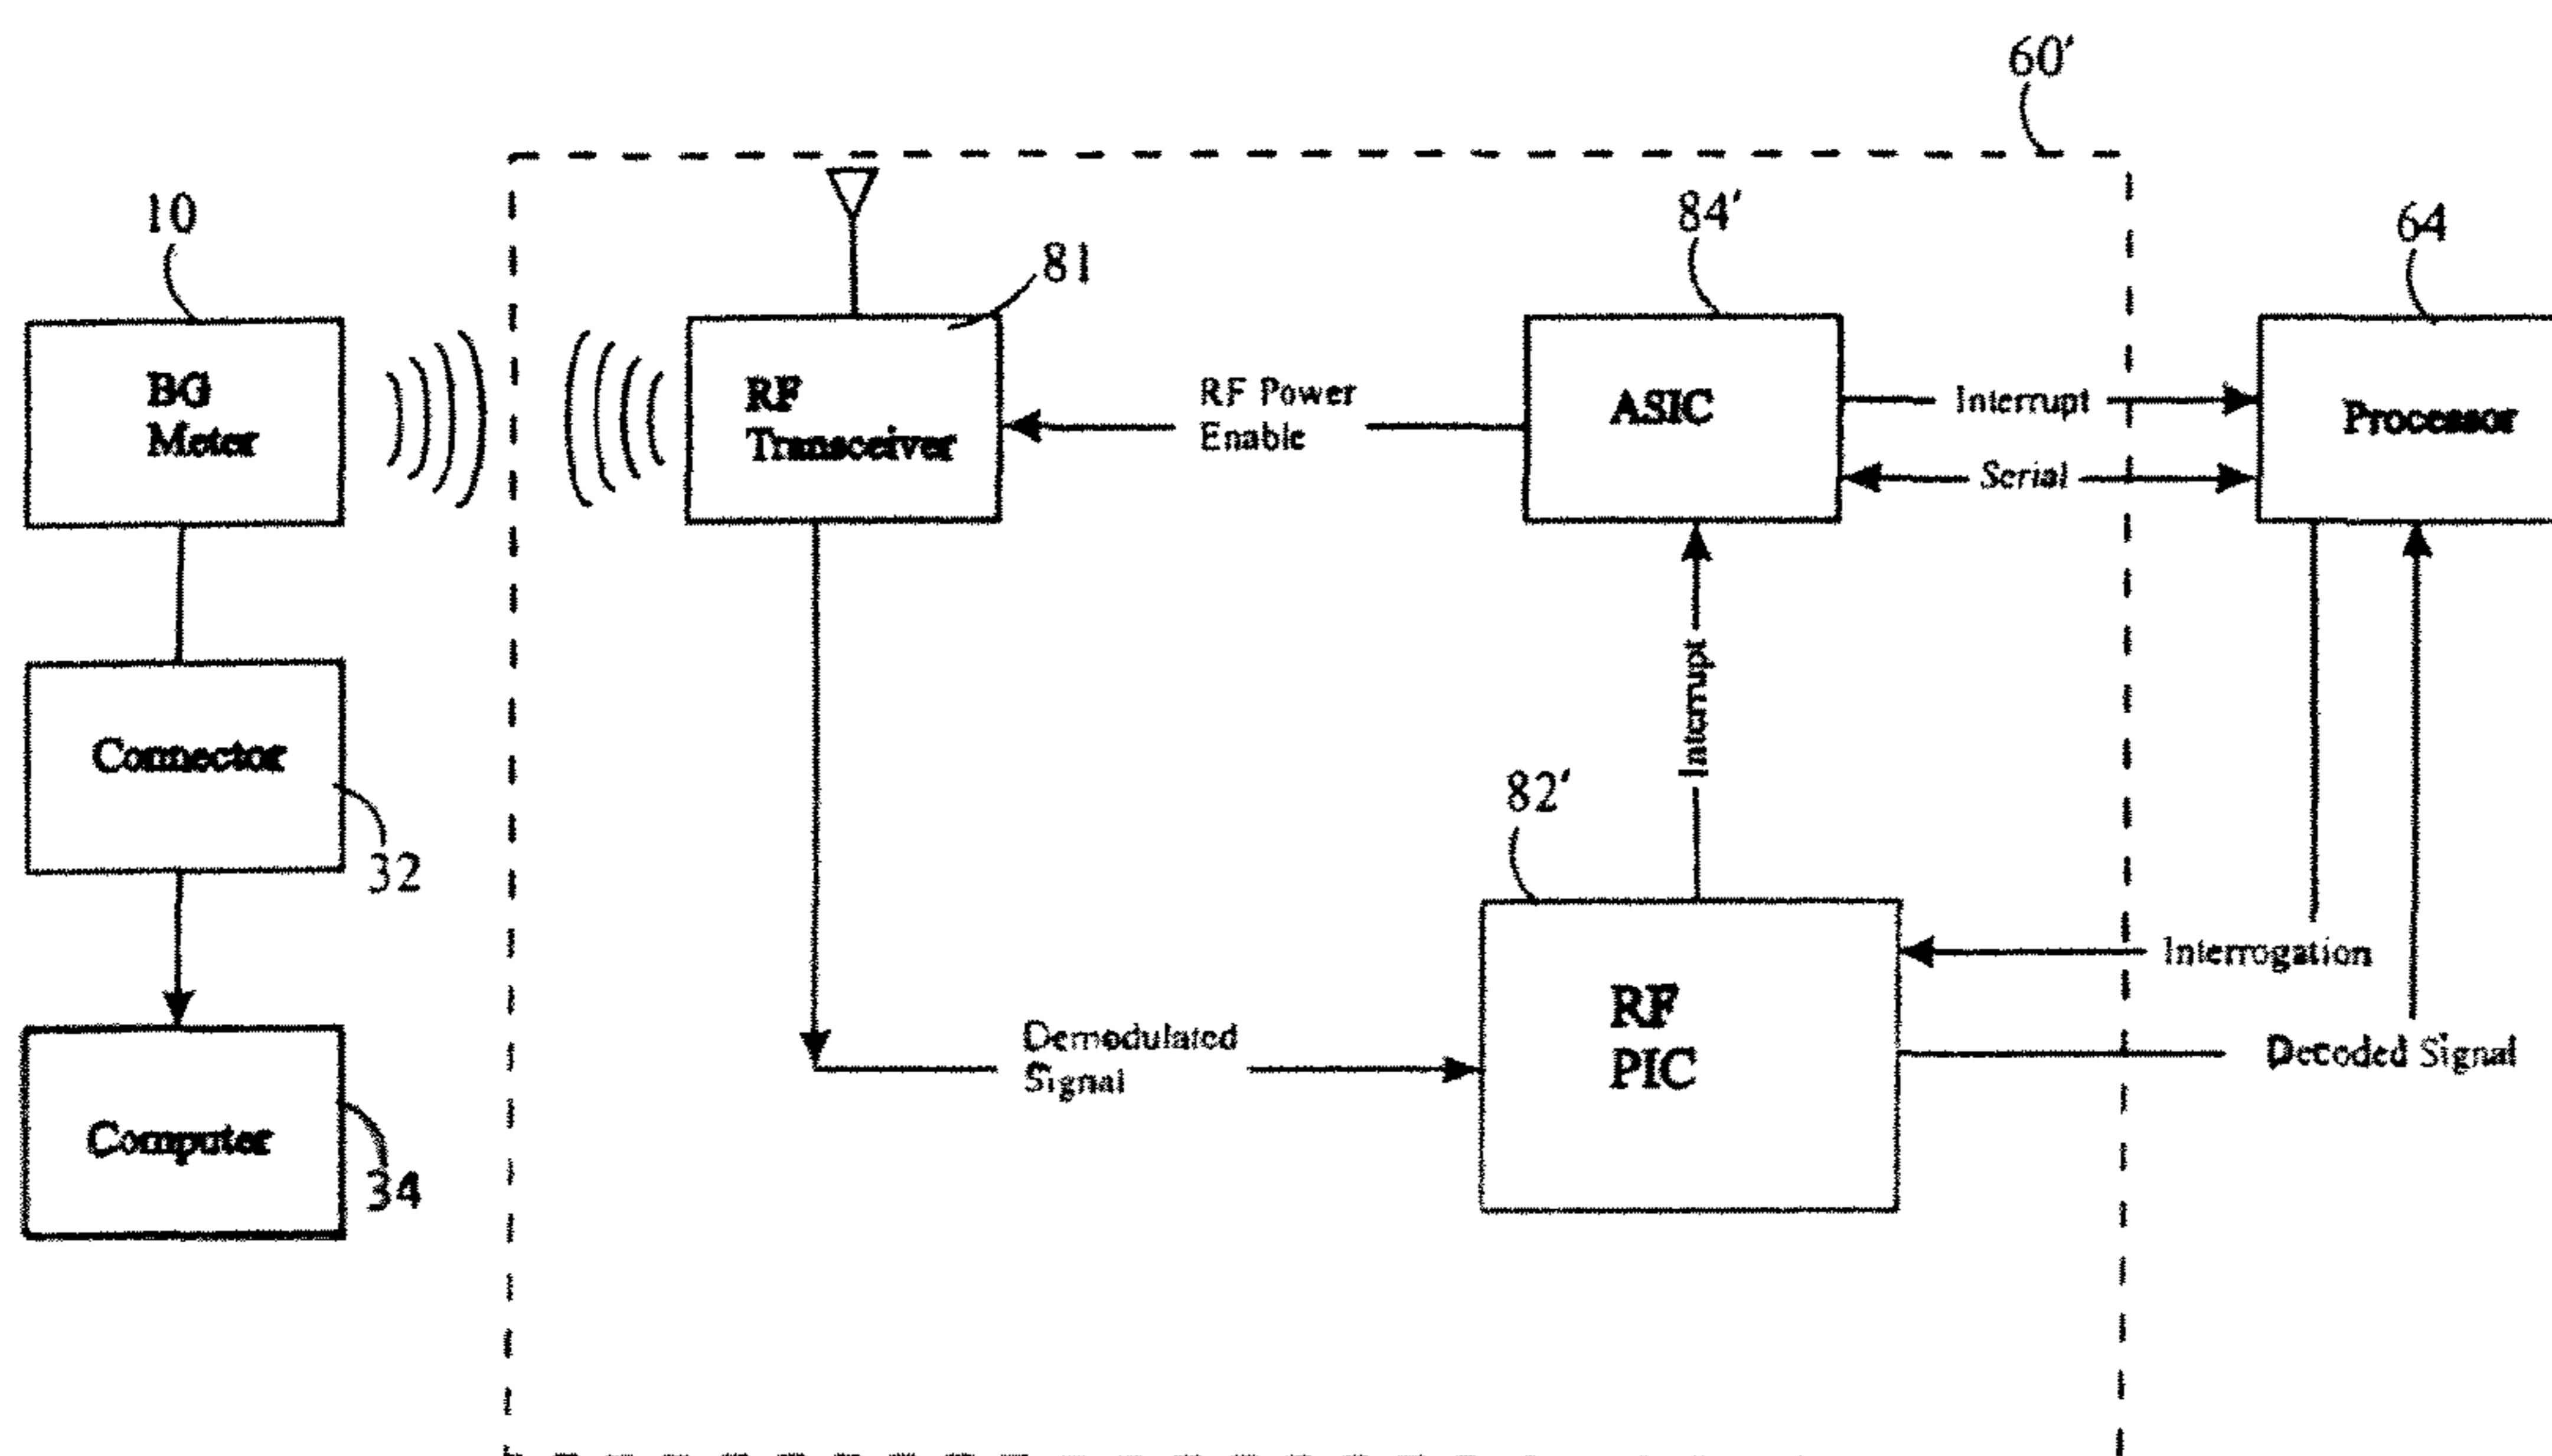 60'
10
84'
64
81
BG
Meter
RF
Transceiver
RF Power
Enable
ASIC
Interrupt
Processor
Serial
Interrupt
Connector
82'
32
Interrogation
RF
PIC
Demodulated
Signal
Decoded Signal
Computer
34